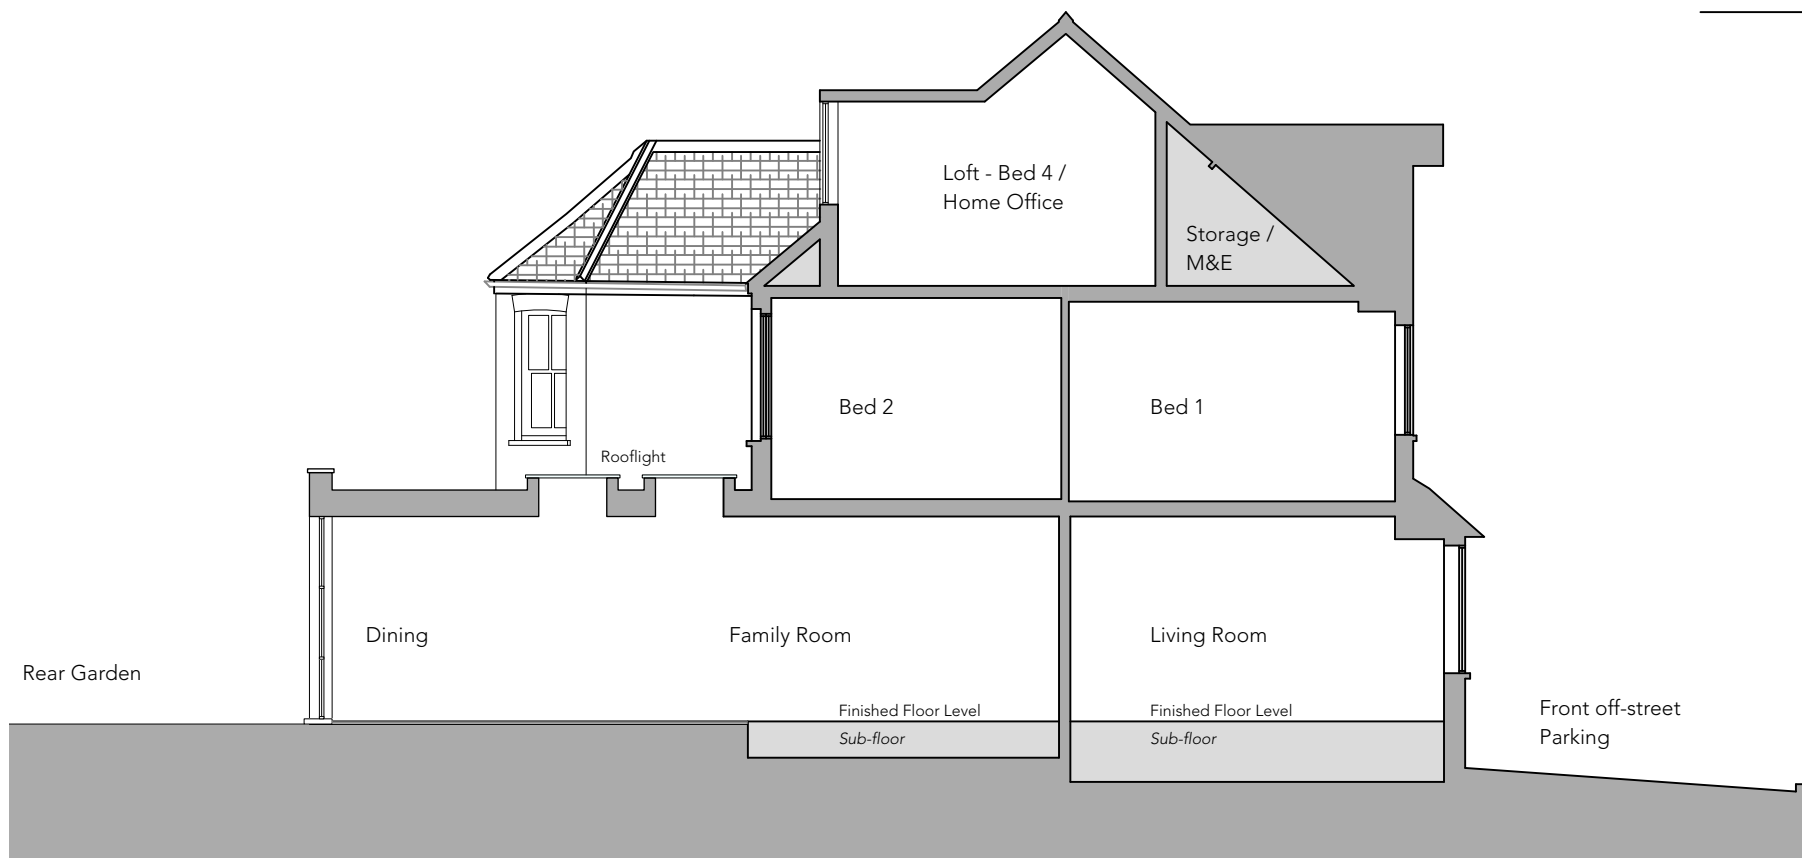 Loft - Bed 4 /
Home Office
Storage /
M&E
Bed 2
Bed 1
Rooflight
Dining
Family Room
Living Room
Rear Garden
Finished Floor Level
Finished Floor Level
Sub-floor
Sub-floor
Front off-street
Parking